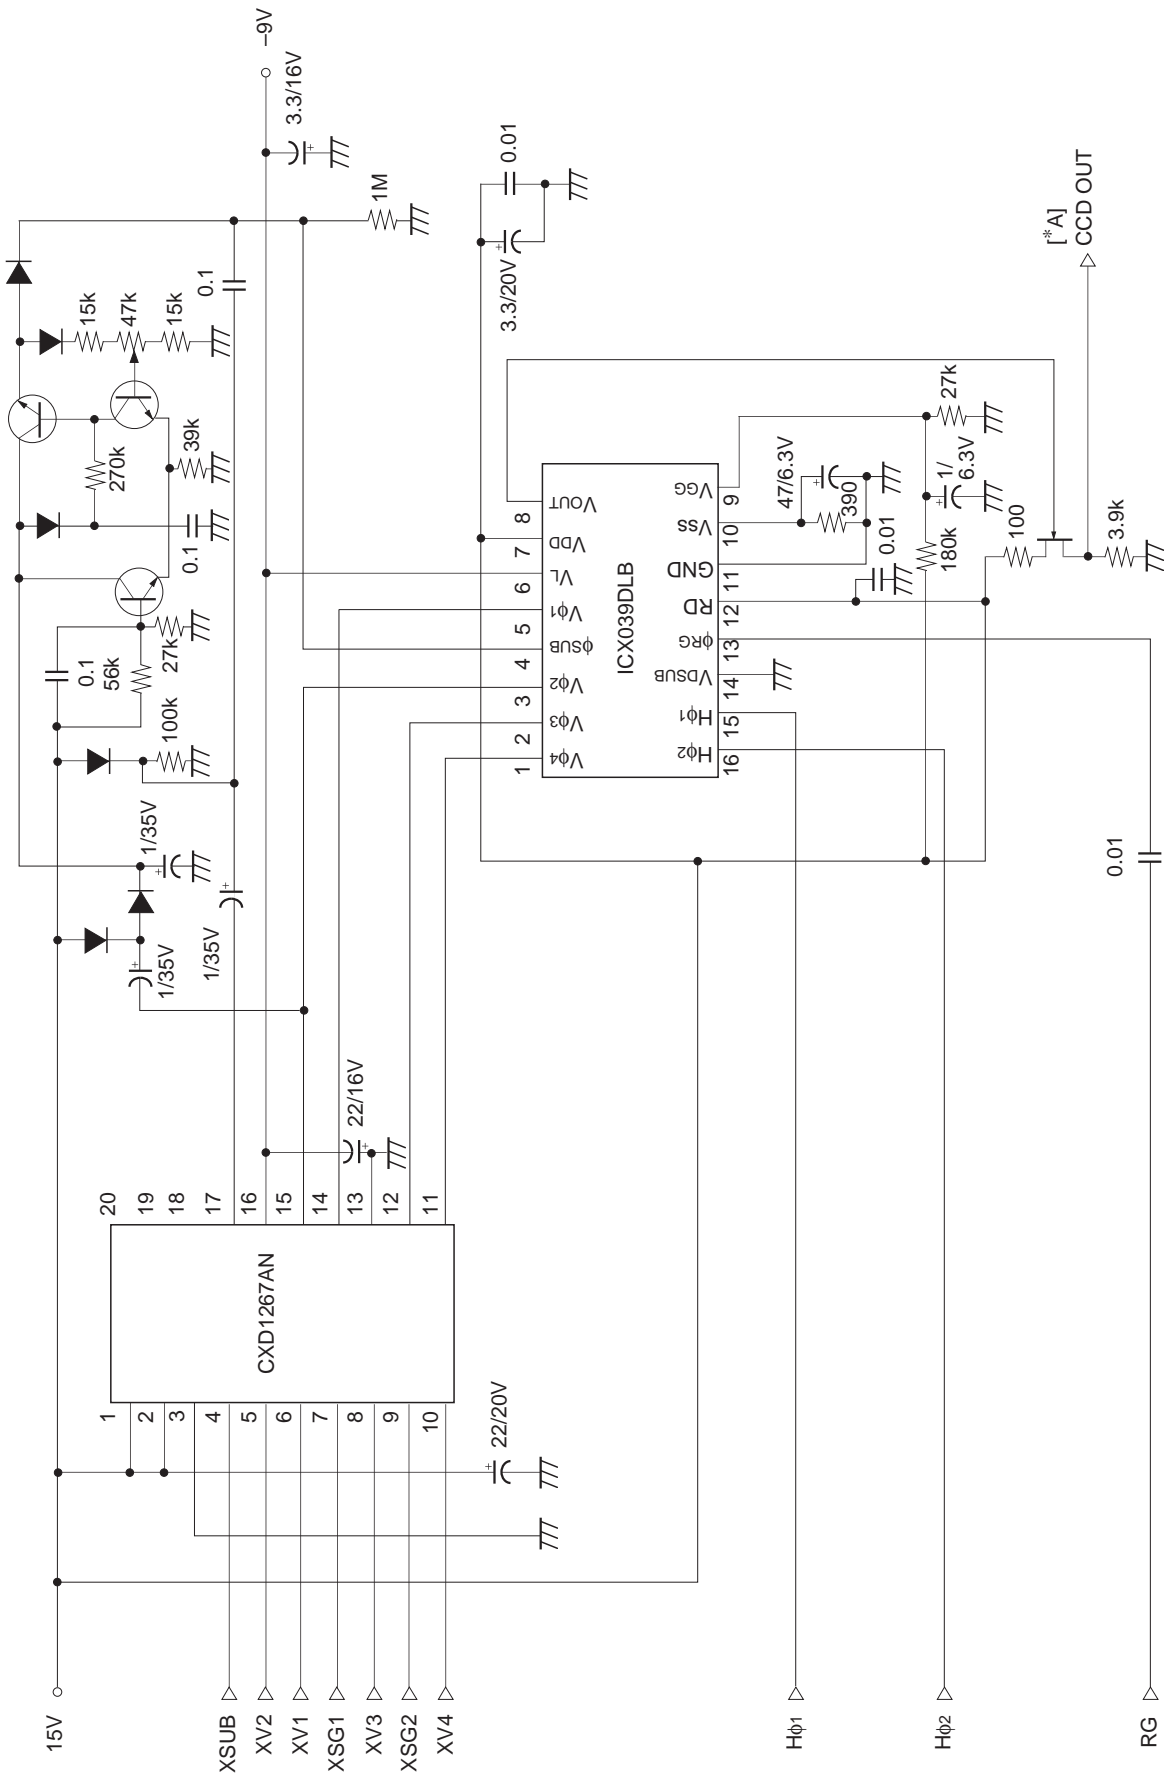 15V
XSUB
XV2
XV1
XSG1
XV3
XSG2
XV4
Hϕ1
Hϕ2
RG
22/20V
1
2
3
4
5
6
7
8
9
10
CXD1267AN
20
19
18
17
16
15
14
13
12
11
22/16V
1/35V
1/35V
1/35V
100k
0.1
56k
27k
0.1
270k
39k
15k
47k
15k
0.1
1M
–9V
3.3/16V
3.3/20V
0.01
1
2
3
4
5
6
7
8
Vϕ4
Vϕ3
Vϕ2
ϕSUB
Vϕ1
VL
VDD
VOUT
ICX039DLB
Hϕ2
Hϕ1
VDSUB
ϕRG
RD
GND
VSS
VGG
16
15
14
13
12
11
10
9
47/6.3V
390
0.01
180k
1/
6.3V
27k
100
3.9k
[*A]
CCD OUT
0.01